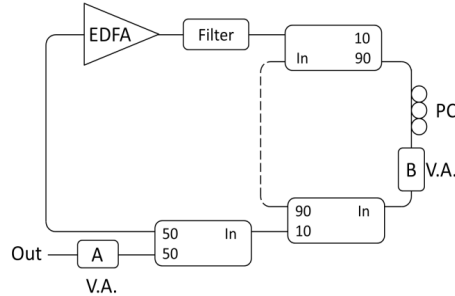 EDFA
Filter
10
In 90
PC
B V.A.
90 In
10
50 In
50
Out A
V.A.